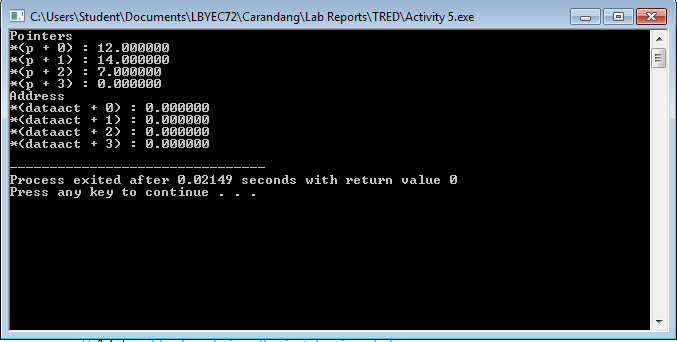 C:\Users\Student\Documents\LBYEC72\Carandang\Lab Reports\TRED\Activity 5.exe
Pointers
*(p + 0) : 12.000000
*(p + 1) : 14.000000
*(p + 2) : 7.000000
*(p + 3) : 0.000000
Address
*(dataact + 0) : 0.000000
*(dataact + 1) : 0.000000
*(dataact + 2) : 0.000000
*(dataact + 3) : 0.000000
--------------------------------
Process exited after 0.02149 seconds with return value 0
Press any key to continue . . .